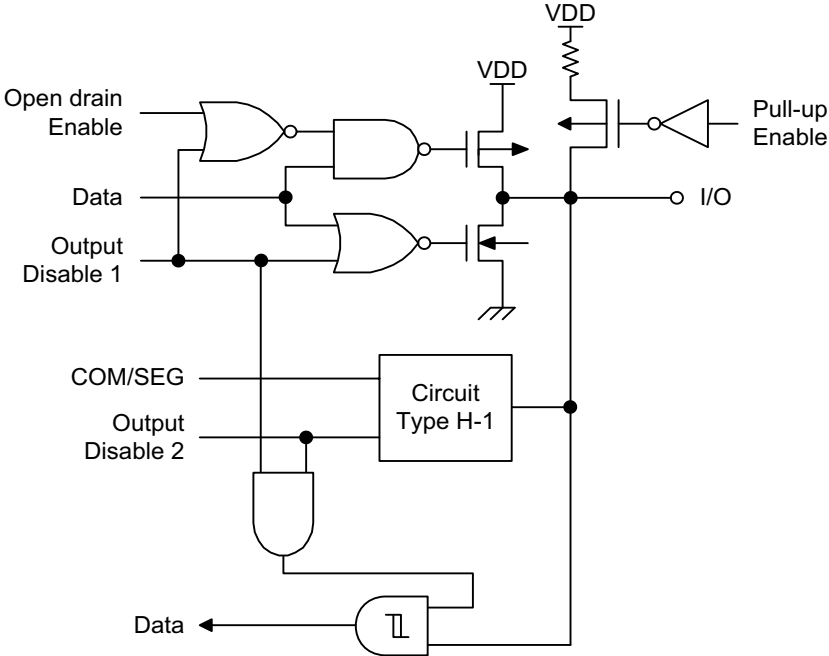 VDD
VDD
Open drain
Enable
Pull-up
Enable
Data
I/O
Output
Disable 1
COM/SEG
Circuit
Type H-1
Output
Disable 2
Data